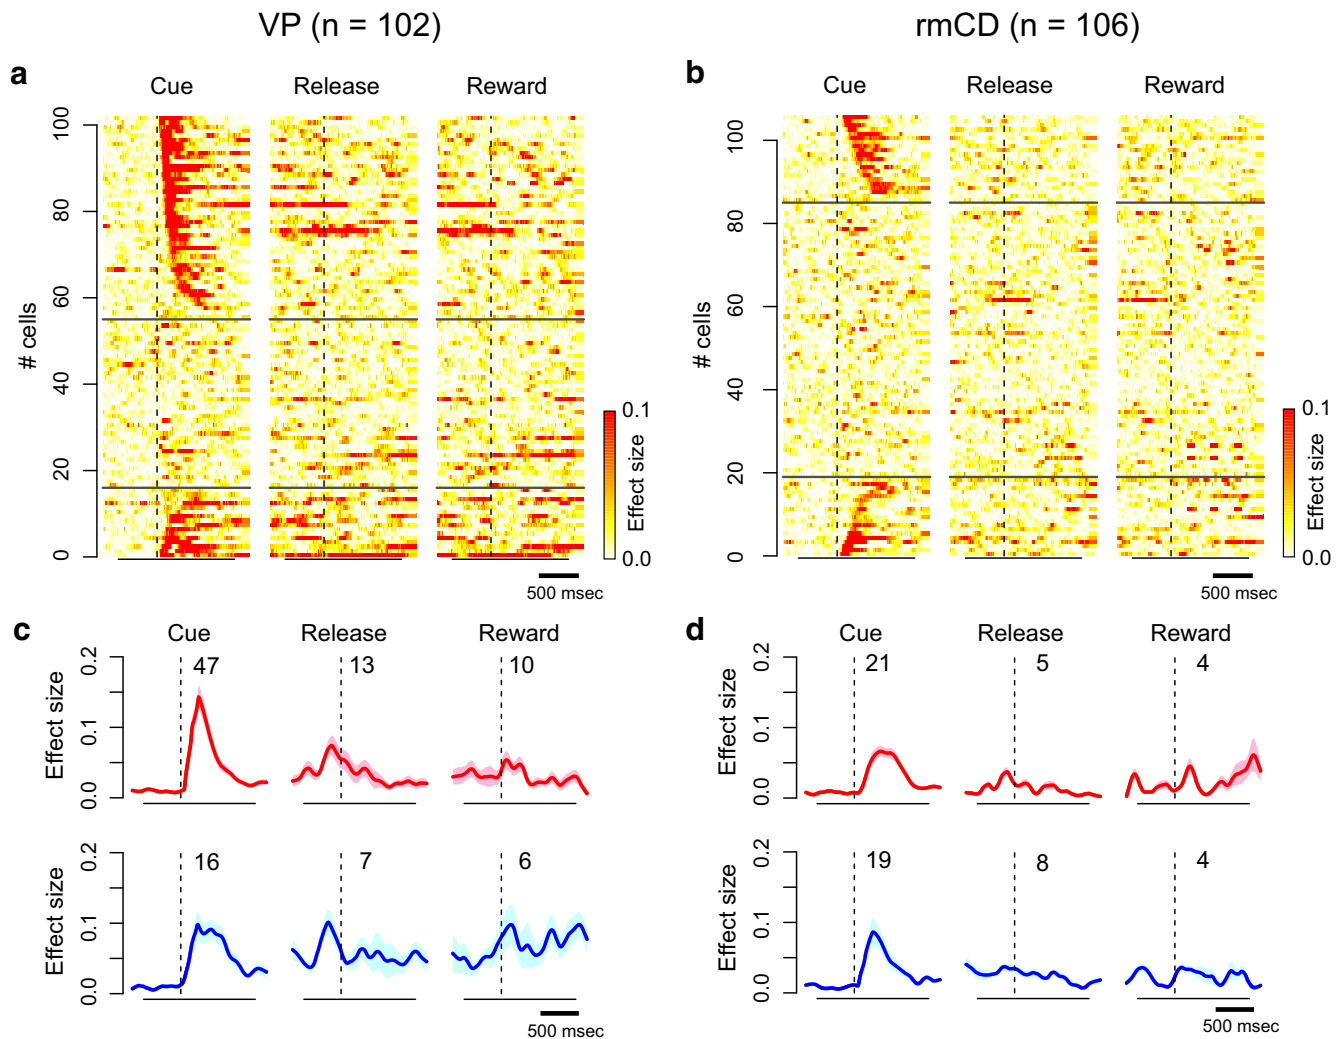 VP (n = 102)
rmCD (n = 106)
a
Cue
Release
Reward
# cells
100
80
60
40
20
0
Effect size
0.1
0.0
500 msec
b
Cue
Release
Reward
# cells
100
80
60
40
20
0
Effect size
0.1
0.0
500 msec
c
Cue
Release
Reward
Effect size
0.2
0.1
0.0
47
13
10
Effect size
0.2
0.1
0.0
16
7
6
500 msec
d
Cue
Release
Reward
Effect size
0.2
0.1
0.0
21
5
4
Effect size
0.2
0.1
0.0
19
8
4
500 msec